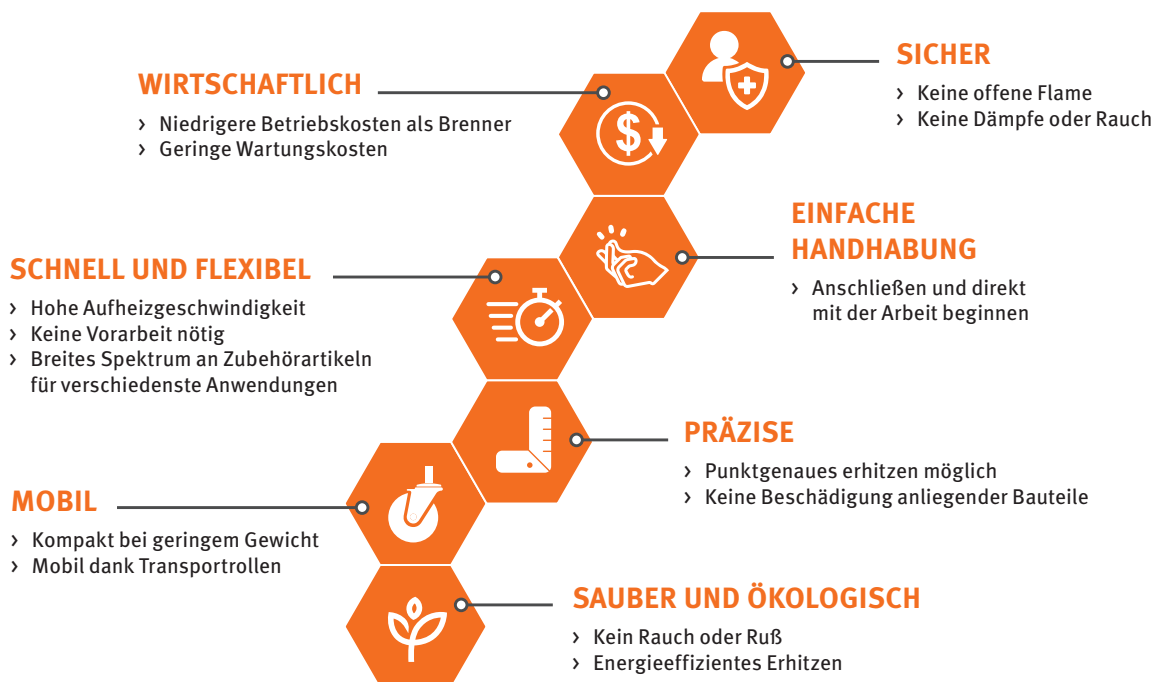 SICHER
› Keine offene Flame
› Keine Dämpfe oder Rauch
WIRTSCHAFTLICH
› Niedrigere Betriebskosten als Brenner
› Geringe Wartungskosten
$
EINFACHE
HANDHABUNG
› Anschließen und direkt
mit der Arbeit beginnen
SCHNELL UND FLEXIBEL
› Hohe Aufheizgeschwindigkeit
› Keine Vorarbeit nötig
› Breites Spektrum an Zubehörartikeln
für verschiedenste Anwendungen
PRÄZISE
› Punktgenaues erhitzen möglich
› Keine Beschädigung anliegender Bauteile
MOBIL
› Kompakt bei geringem Gewicht
› Mobil dank Transportrollen
SAUBER UND ÖKOLOGISCH
› Kein Rauch oder Ruß
› Energieeffizientes Erhitzen